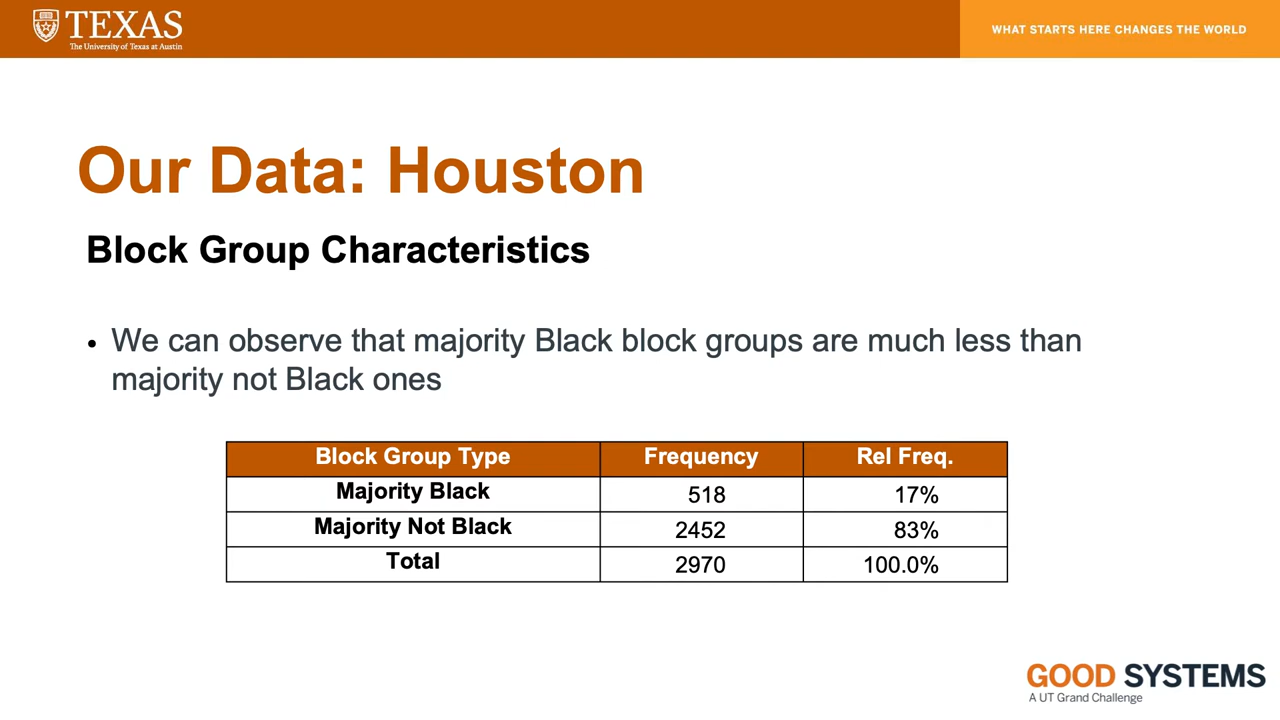 TEXAS
The University of Texas at Austin
WHAT STARTS HERE CHANGES THE WORLD
Our Data: Houston
Block Group Characteristics
• We can observe that majority Black block groups are much less than
majority not Black ones
Block Group Type Frequency Rel Freq.
Majority Black 518 17%
Majority Not Black 2452 83%
Total 2970 100.0%
GOOD SYSTEMS
A UT Grand Challenge